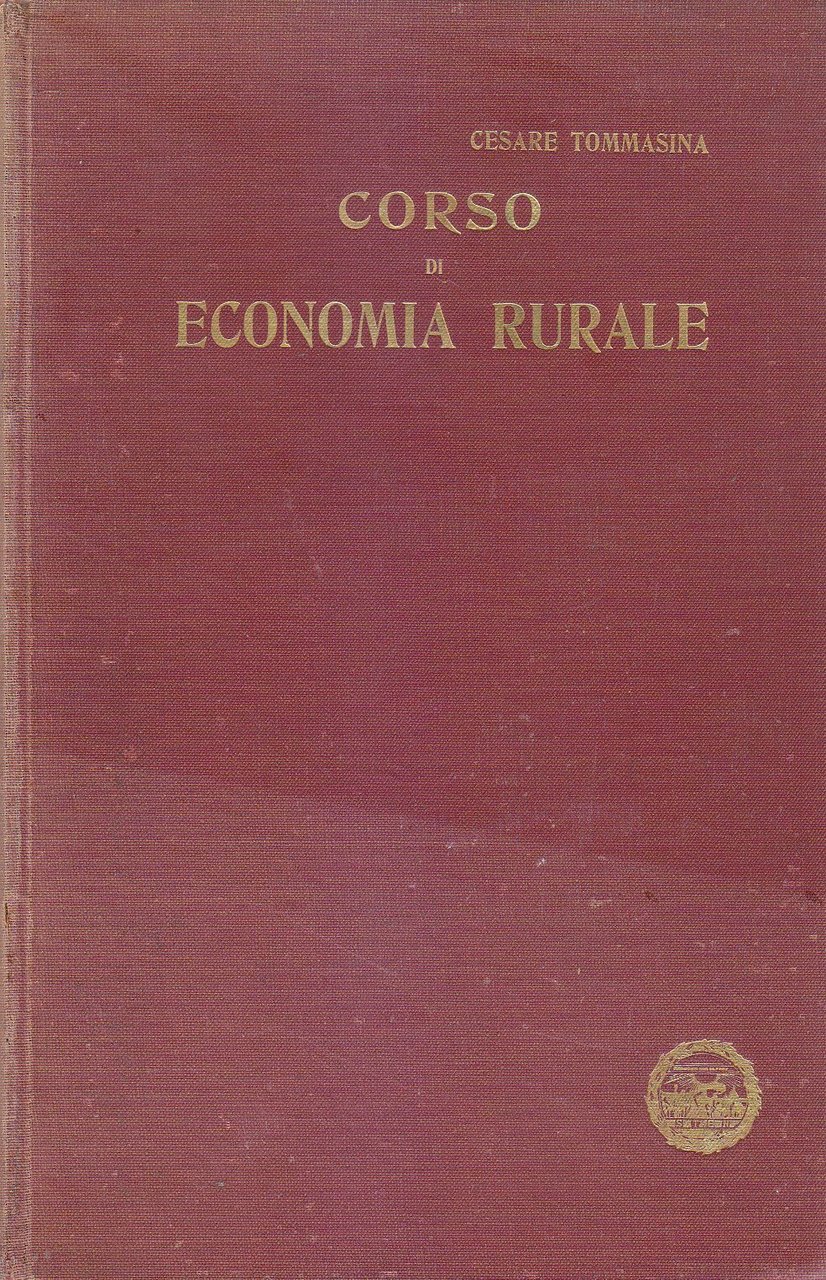 CESARE TOMMASINA
CORSO
DI
ECONOMIA RURALE
S.T.E.N.